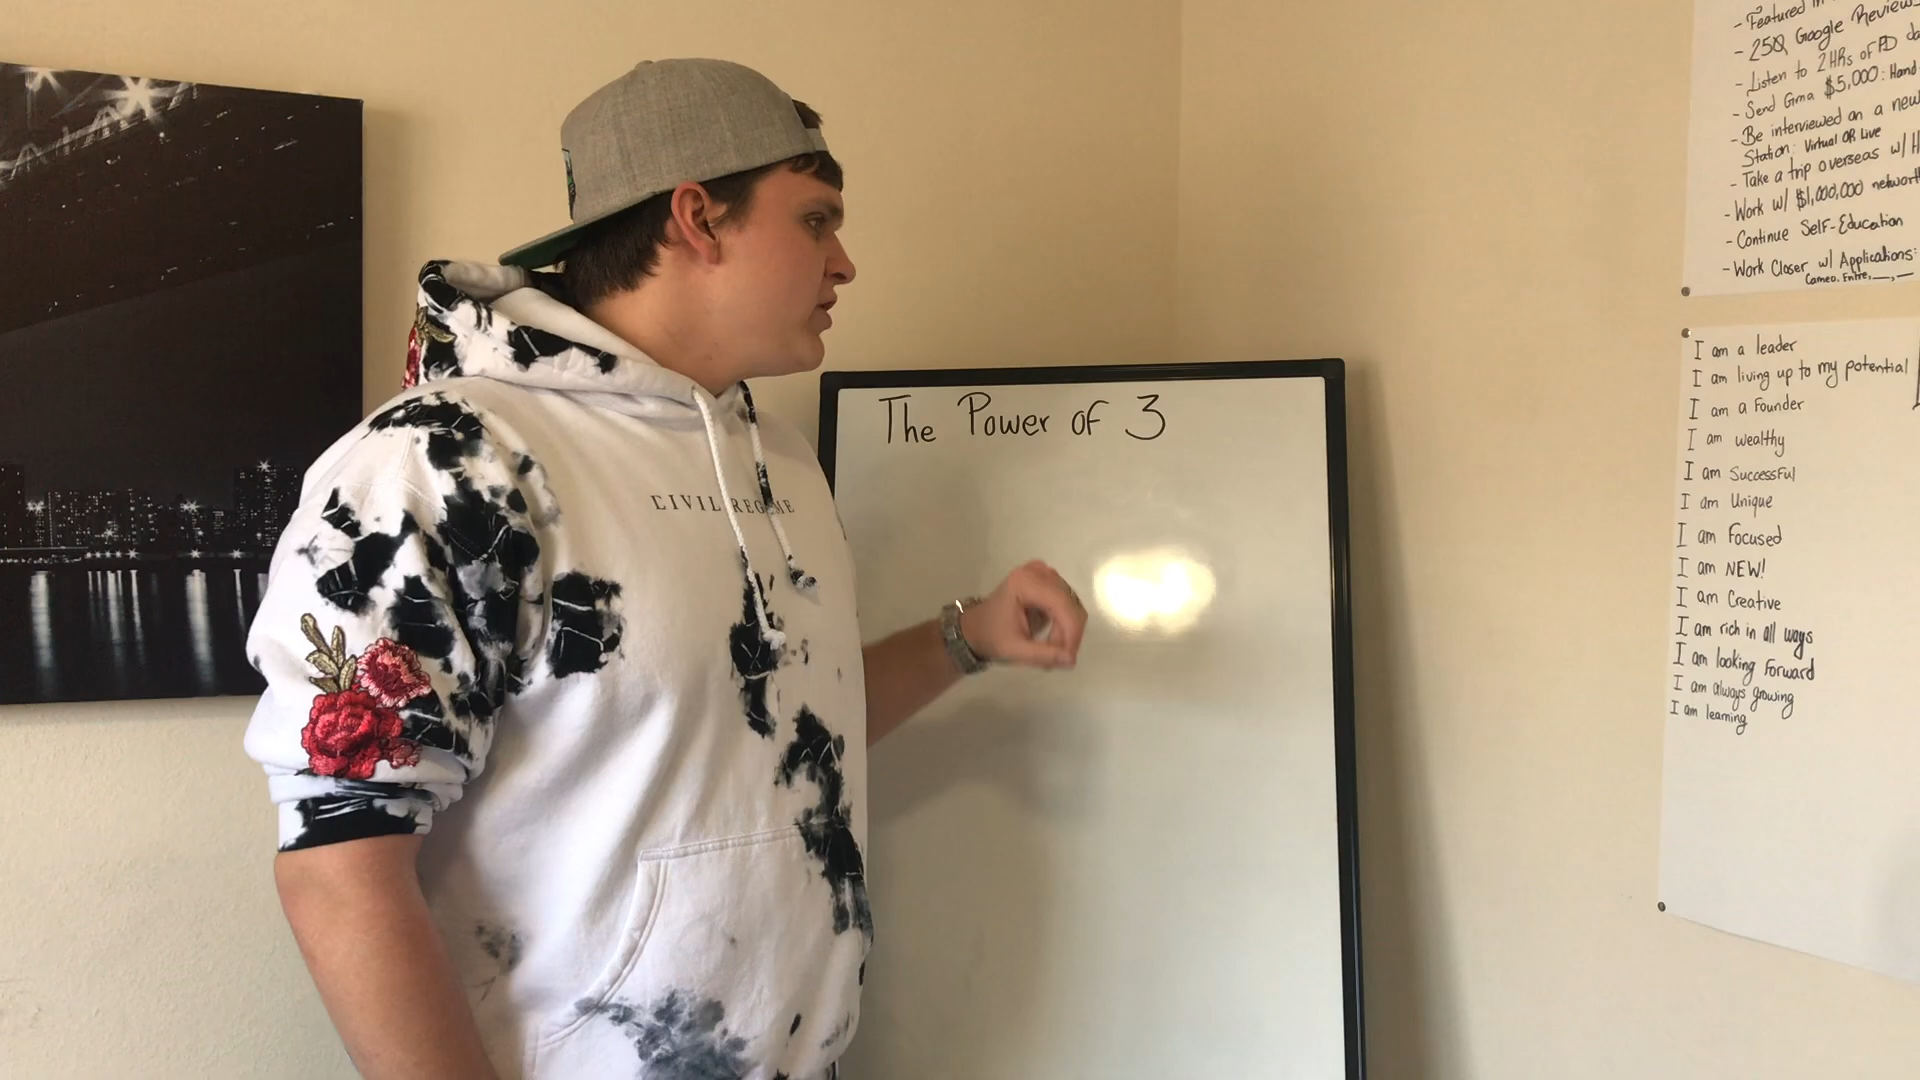 The Power of 3
CIVIL REGIME
- Featured in
- 250 Google Reviews
- Listen to 2HRs of PD
- Send Gma $5,000: Hand
- Be interviewed on a new
Station: Virtual OR Live
- Take a trip overseas w/
- Work w/ $1,000,000 networth
- Continue Self-Education
- Work Closer w/ Applications:
Cameo, Entre, __, __
I am a leader
I am living up to my potential
I am a Founder
I am wealthy
I am Successful
I am Unique
I am Focused
I am NEW!
I am Creative
I am rich in all ways
I am looking Forward
I am always growing
I am learning